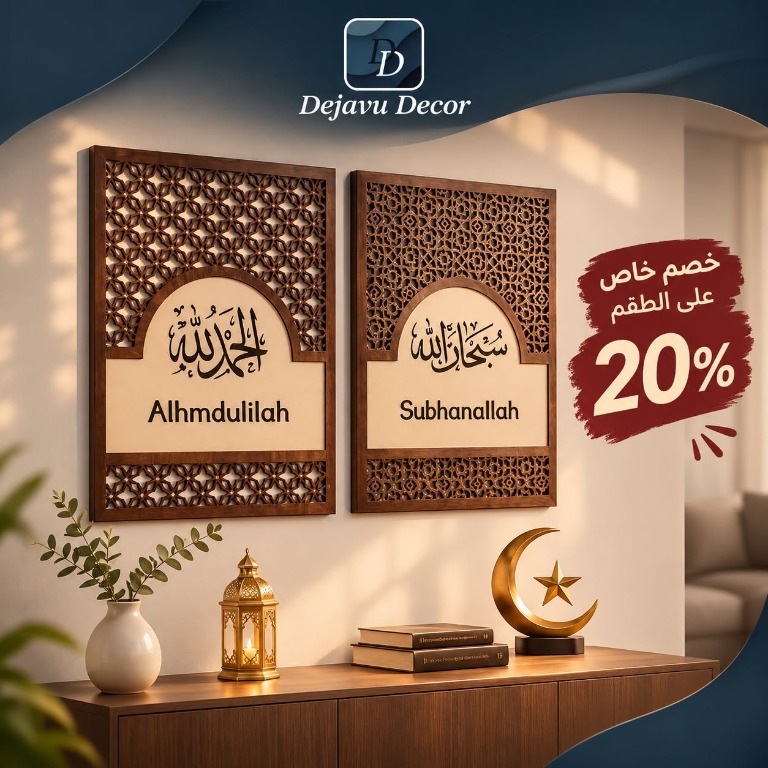 D D
Dejavu Decor
الحمد لله
Alhmdulilah
سبحان الله
Subhanallah
خصم خاص
على الطقم
20%